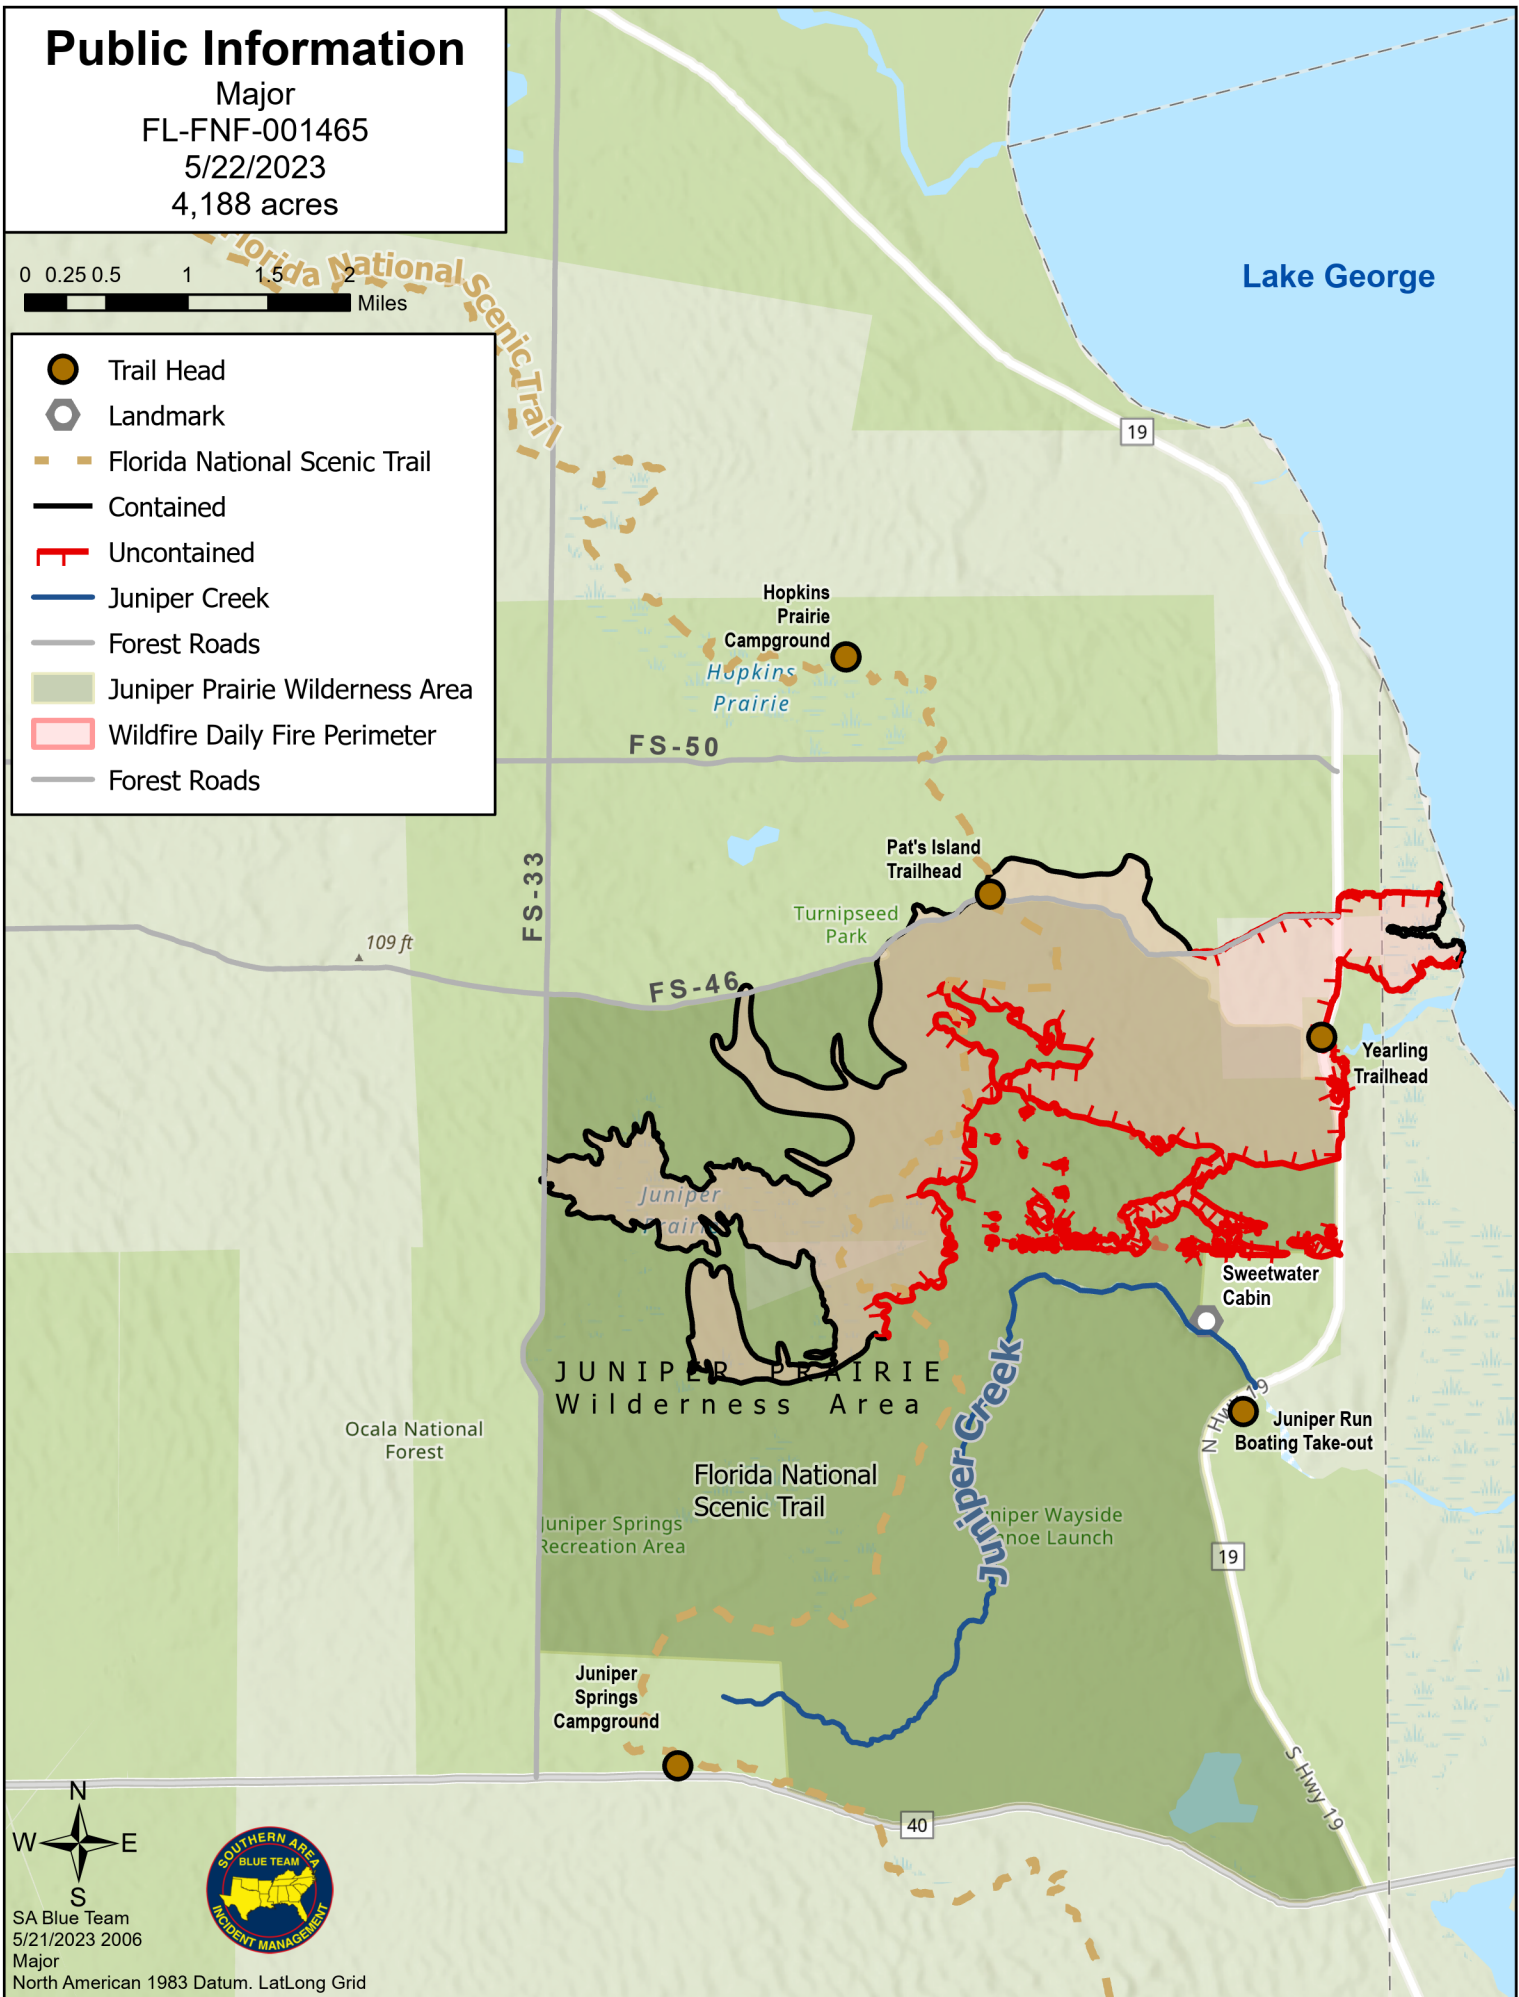 Public Information
Major
FL-FNF-001465
5/22/2023
4,188 acres
Florida National Scenic Trail
0 0.25 0.5 1 1.5 2
Miles
Trail Head
Landmark
Florida National Scenic Trail
Contained
Uncontained
Juniper Creek
Forest Roads
Juniper Prairie Wilderness Area
Wildfire Daily Fire Perimeter
Forest Roads
Lake George
19
Hopkins
Prairie
Campground
Hopkins
Prairie
FS-50
Pat's Island
Trailhead
FS-33
Turnipseed
Park
109 ft
FS-46
Yearling
Trailhead
Juniper
Prairie
Sweetwater
Cabin
JUNIPER PRAIRIE
Wilderness Area
Juniper Creek
N Hwy 19
Juniper Run
Boating Take-out
Ocala National
Forest
Florida National
Scenic Trail
Juniper Springs
Recreation Area
niper Wayside
noe Launch
19
Juniper
Springs
Campground
S Hwy 19
40
N
W E
S
SOUTHERN AREA
BLUE TEAM
INCIDENT MANAGEMENT
SA Blue Team
5/21/2023 2006
Major
North American 1983 Datum. LatLong Grid